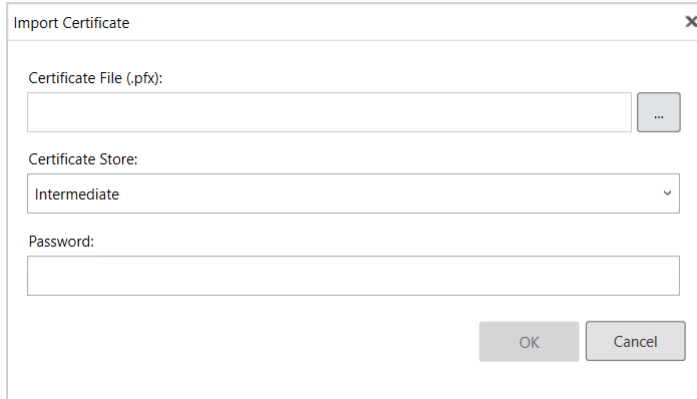 Import Certificate
Certificate File (.pfx):
...
Certificate Store:
Intermediate
Password:
OK Cancel